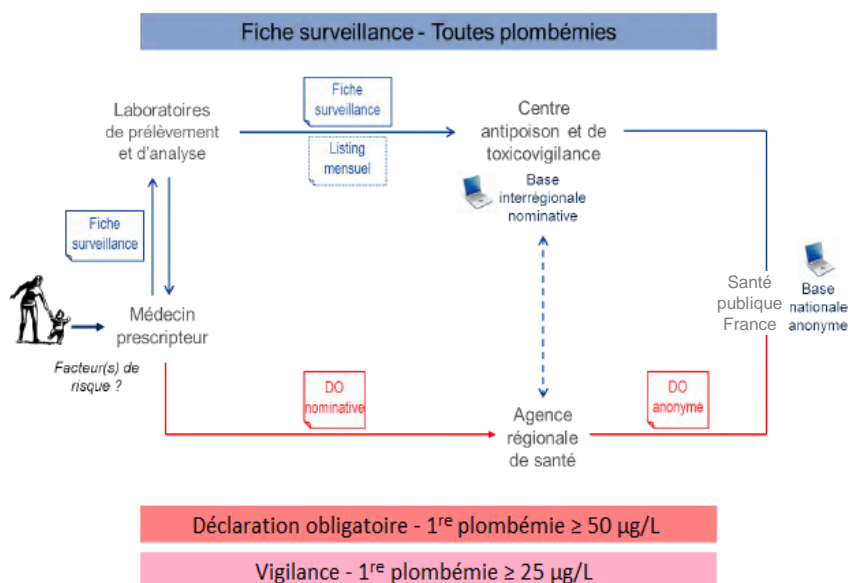 Fiche surveillance - Toutes plombémies
Laboratoires
de prélèvement
et d'analyse
Fiche
surveillance
Listing
mensuel
Centre
antipoison et de
toxicovigilance
Base
interrégionale
nominative
Fiche
surveillance
Médecin
prescripteur
Facteur(s) de
risque ?
Santé
publique
France
Base
nationale
anonyme
DO
nominative
Agence
régionale
de santé
DO
anonyme
Déclaration obligatoire - 1re plombémie ≥ 50 µg/L
Vigilance - 1re plombémie ≥ 25 µg/L